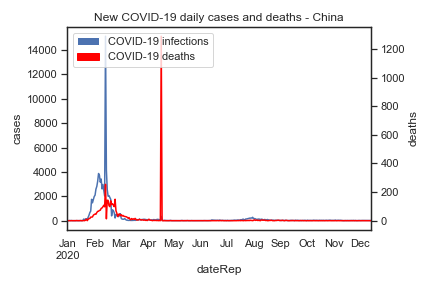 New COVID-19 daily cases and deaths - China
COVID-19 infections
COVID-19 deaths
14000
12000
10000
8000
6000
4000
2000
0
cases
1200
1000
800
600
400
200
0
deaths
Jan Feb Mar Apr May Jun Jul Aug Sep Oct Nov Dec
2020
dateRep